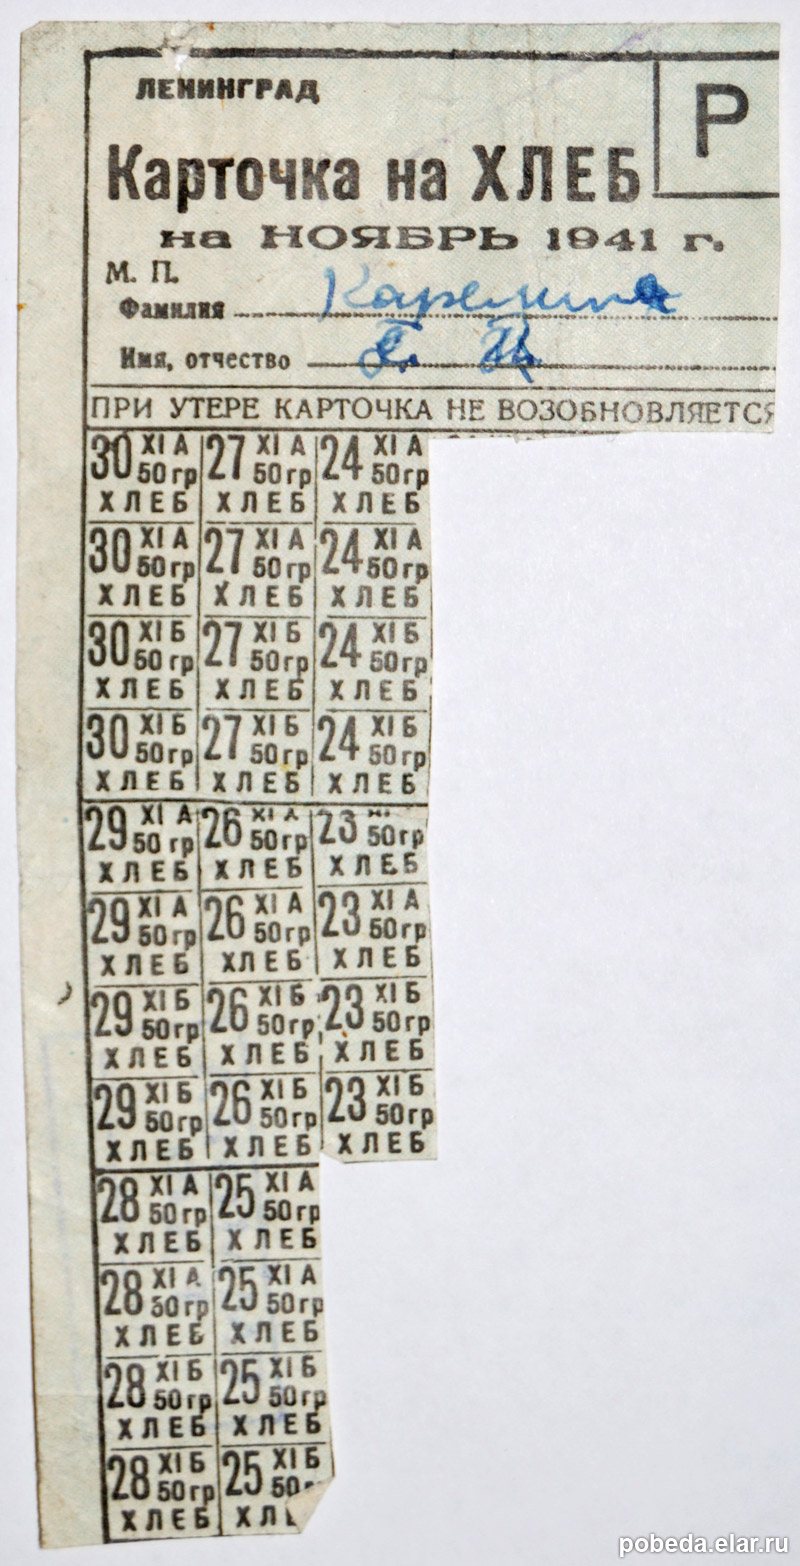 ЛЕНИНГРАД
Р
Карточка на ХЛЕБ
на НОЯБРЬ 1941 г.
М. П.
Фамилия Карелина
Имя, отчество
ПРИ УТЕРЕ КАРТОЧКА НЕ ВОЗОБНОВЛЯЕТСЯ
30 XI А 50 гр ХЛЕБ 27 XI А 50 гр ХЛЕБ 24 XI А 50 гр ХЛЕБ
30 XI А 50 гр ХЛЕБ 27 XI А 50 гр ХЛЕБ 24 XI А 50 гр ХЛЕБ
30 XI Б 50 гр ХЛЕБ 27 XI Б 50 гр ХЛЕБ 24 XI Б 50 гр ХЛЕБ
30 XI Б 50 гр ХЛЕБ 27 XI Б 50 гр ХЛЕБ 24 XI Б 50 гр ХЛЕБ
29 XI А 50 гр ХЛЕБ 26 XI А 50 гр ХЛЕБ 23 50 гр ХЛЕБ
29 XI А 50 гр ХЛЕБ 26 XI А 50 гр ХЛЕБ 23 XI А 50 гр ХЛЕБ
29 XI Б 50 гр ХЛЕБ 26 XI Б 50 гр ХЛЕБ 23 XI Б 50 гр ХЛЕБ
29 XI Б 50 гр ХЛЕБ 26 XI Б 50 гр ХЛЕБ 23 XI Б 50 гр ХЛЕБ
28 XI А 50 гр ХЛЕБ 25 XI А 50 гр ХЛЕБ
28 XI А 50 гр ХЛЕБ 25 XI А 50 гр ХЛЕБ
28 XI Б 50 гр ХЛЕБ 25 XI Б 50 гр ХЛЕБ
28 XI Б 50 гр ХЛЕБ 25 XI Б 50 ХЛ
pobeda.elar.ru